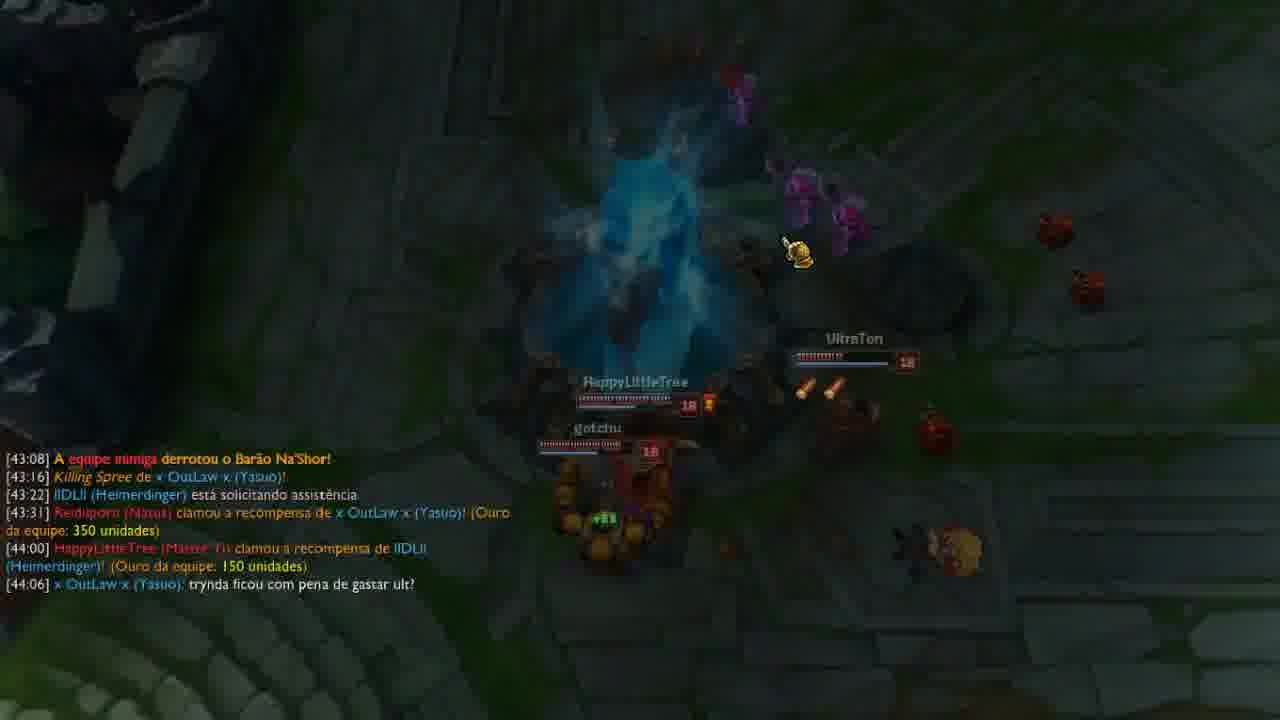 UltraTon
18
HappyLittleTree
18
gotchu
18
[43:08] A equipe inimiga derrotou o Barão Na'Shor!
[43:16] Killing Spree de x OutLaw x (Yasuo)!
[43:22] llDLll (Heimerdinger) está solicitando assistência
[43:31] (Nasus) clamou a recompensa de x OutLaw x (Yasuo)! (Ouro
da equipe: 350 unidades)
[44:00] HappyLittleTree (Master Yi) clamou a recompensa de llDLll
(Heimerdinger)! (Ouro da equipe: 150 unidades)
[44:06] x OutLaw x (Yasuo): trynda ficou com pena de gastar ult?